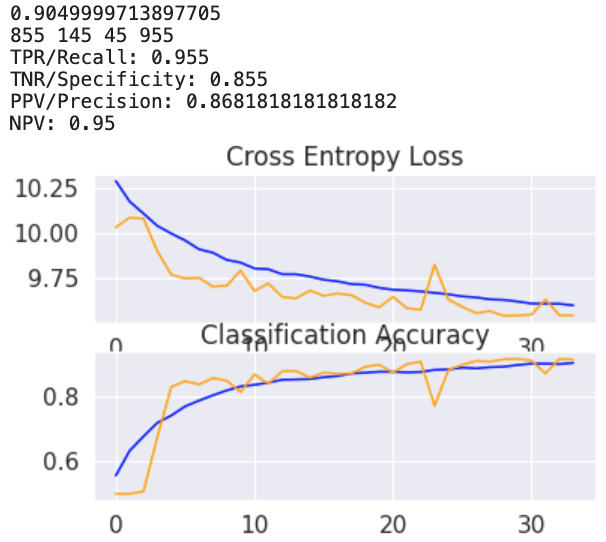 0.9049999713897705
855 145 45 955
TPR/Recall: 0.955
TNR/Specificity: 0.855
PPV/Precision: 0.8681818181818182
NPV: 0.95
Cross Entropy Loss
10.25
10.00
9.75
0 10 20 30
Classification Accuracy
0.8
0.6
0 10 20 30